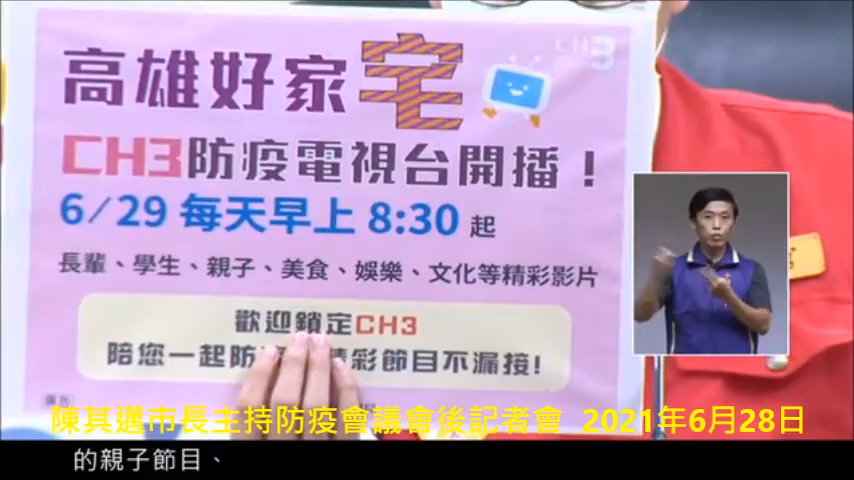 CH3
高雄好家宅
CH3防疫電視台開播！
6/29 每天早上 8:30 起
長輩、學生、親子、美食、娛樂、文化等精彩影片
歡迎鎖定CH3
陪您一起防 精彩節目不漏接!
廣告
陳其邁市長主持防疫會議會後記者會 2021年6月28日
的親子節目、